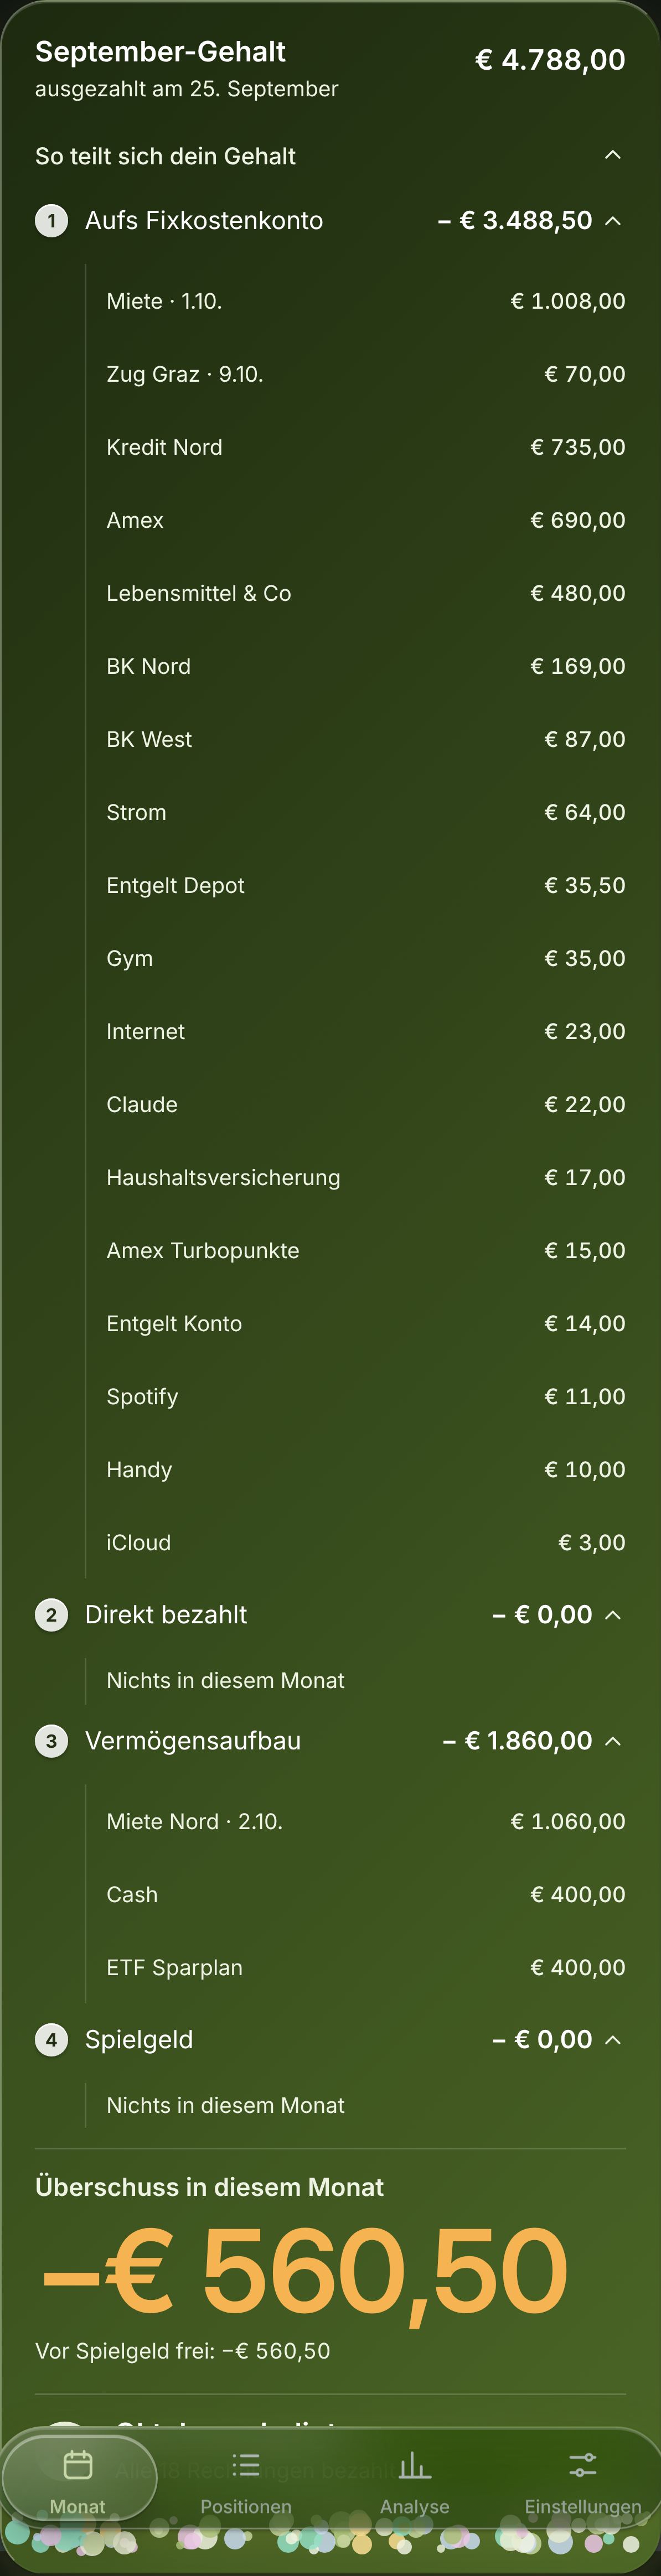 September-Gehalt
€ 4.788,00
ausgezahlt am 25. September
So teilt sich dein Gehalt
1 Aufs Fixkostenkonto – € 3.488,50
Miete · 1.10. € 1.008,00
Zug Graz · 9.10. € 70,00
Kredit Nord € 735,00
Amex € 690,00
Lebensmittel & Co € 480,00
BK Nord € 169,00
BK West € 87,00
Strom € 64,00
Entgelt Depot € 35,50
Gym € 35,00
Internet € 23,00
Claude € 22,00
Haushaltsversicherung € 17,00
Amex Turbopunkte € 15,00
Entgelt Konto € 14,00
Spotify € 11,00
Handy € 10,00
iCloud € 3,00
2 Direkt bezahlt – € 0,00
Nichts in diesem Monat
3 Vermögensaufbau – € 1.860,00
Miete Nord · 2.10. € 1.060,00
Cash € 400,00
ETF Sparplan € 400,00
4 Spielgeld – € 0,00
Nichts in diesem Monat
Überschuss in diesem Monat
–€ 560,50
Vor Spielgeld frei: −€ 560,50
Monat Positionen Analyse Einstellungen